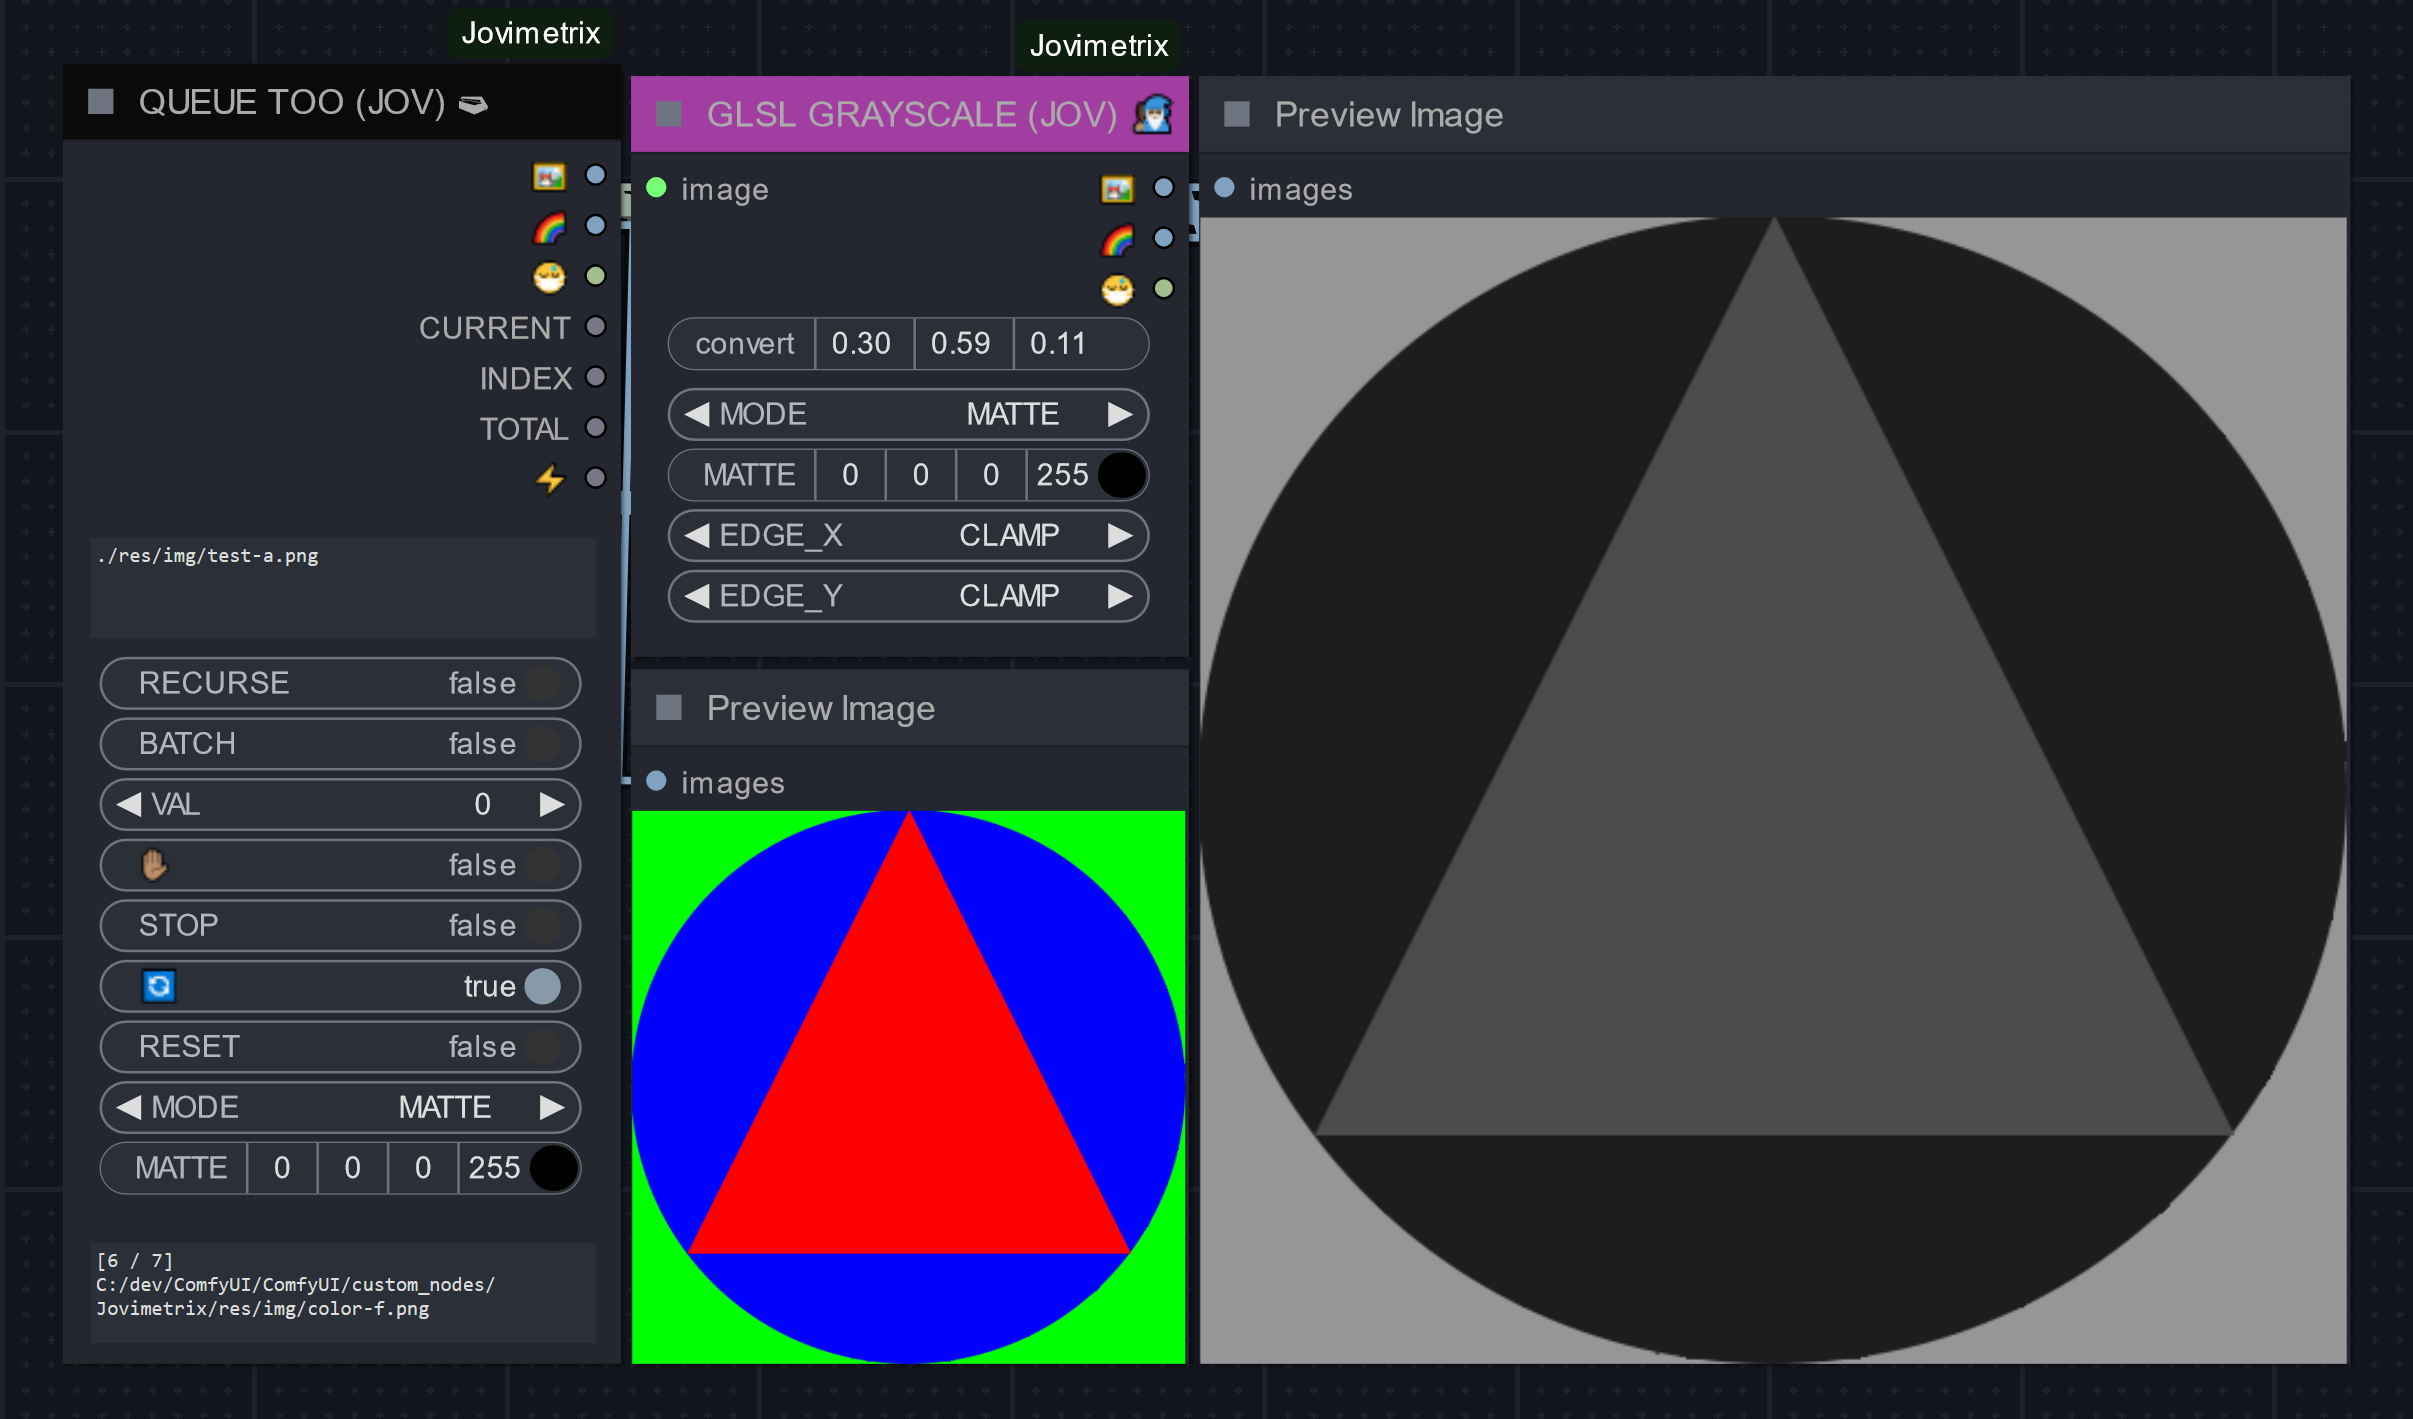 Jovimetrix
QUEUE TOO (JOV)
CURRENT
INDEX
TOTAL
./res/img/test-a.png
RECURSE false
BATCH false
VAL 0
false
STOP false
true
RESET false
MODE MATTE
MATTE 0 0 0 255
[6 / 7]
C:/dev/ComfyUI/ComfyUI/custom_nodes/
Jovimetrix/res/img/color-f.png
Jovimetrix
GLSL GRAYSCALE (JOV)
image
convert 0.30 0.59 0.11
MODE MATTE
MATTE 0 0 0 255
EDGE_X CLAMP
EDGE_Y CLAMP
Preview Image
images
Preview Image
images